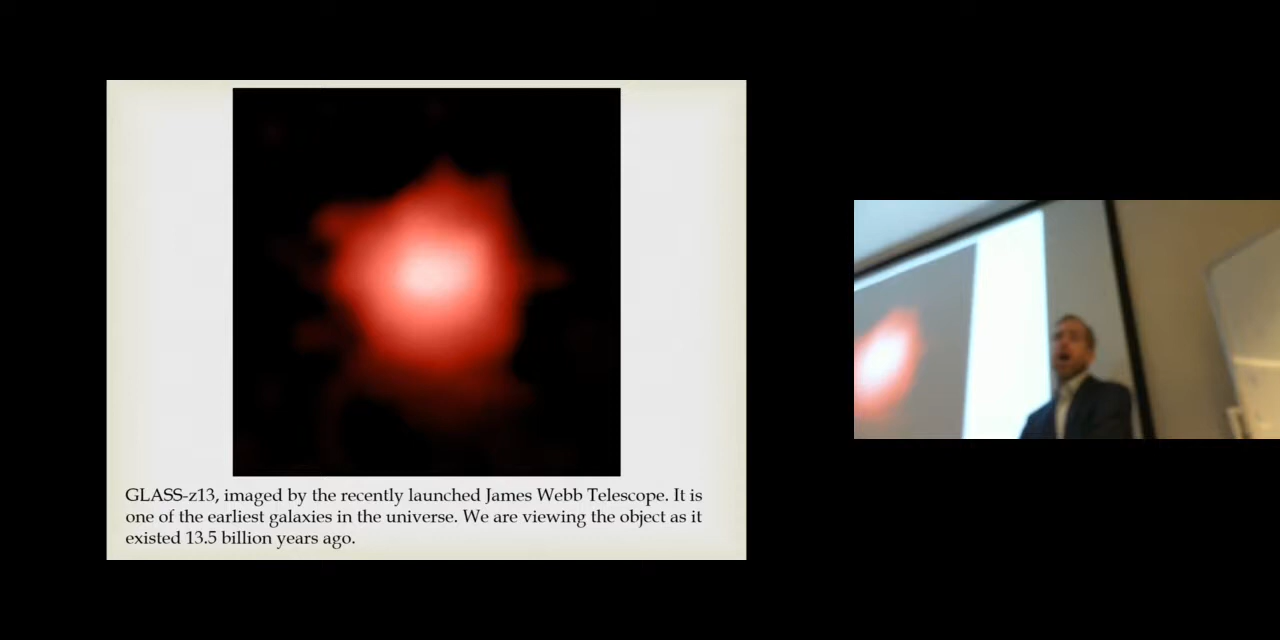 GLASS-z13, imaged by the recently launched James Webb Telescope. It is
one of the earliest galaxies in the universe. We are viewing the object as it
existed 13.5 billion years ago.